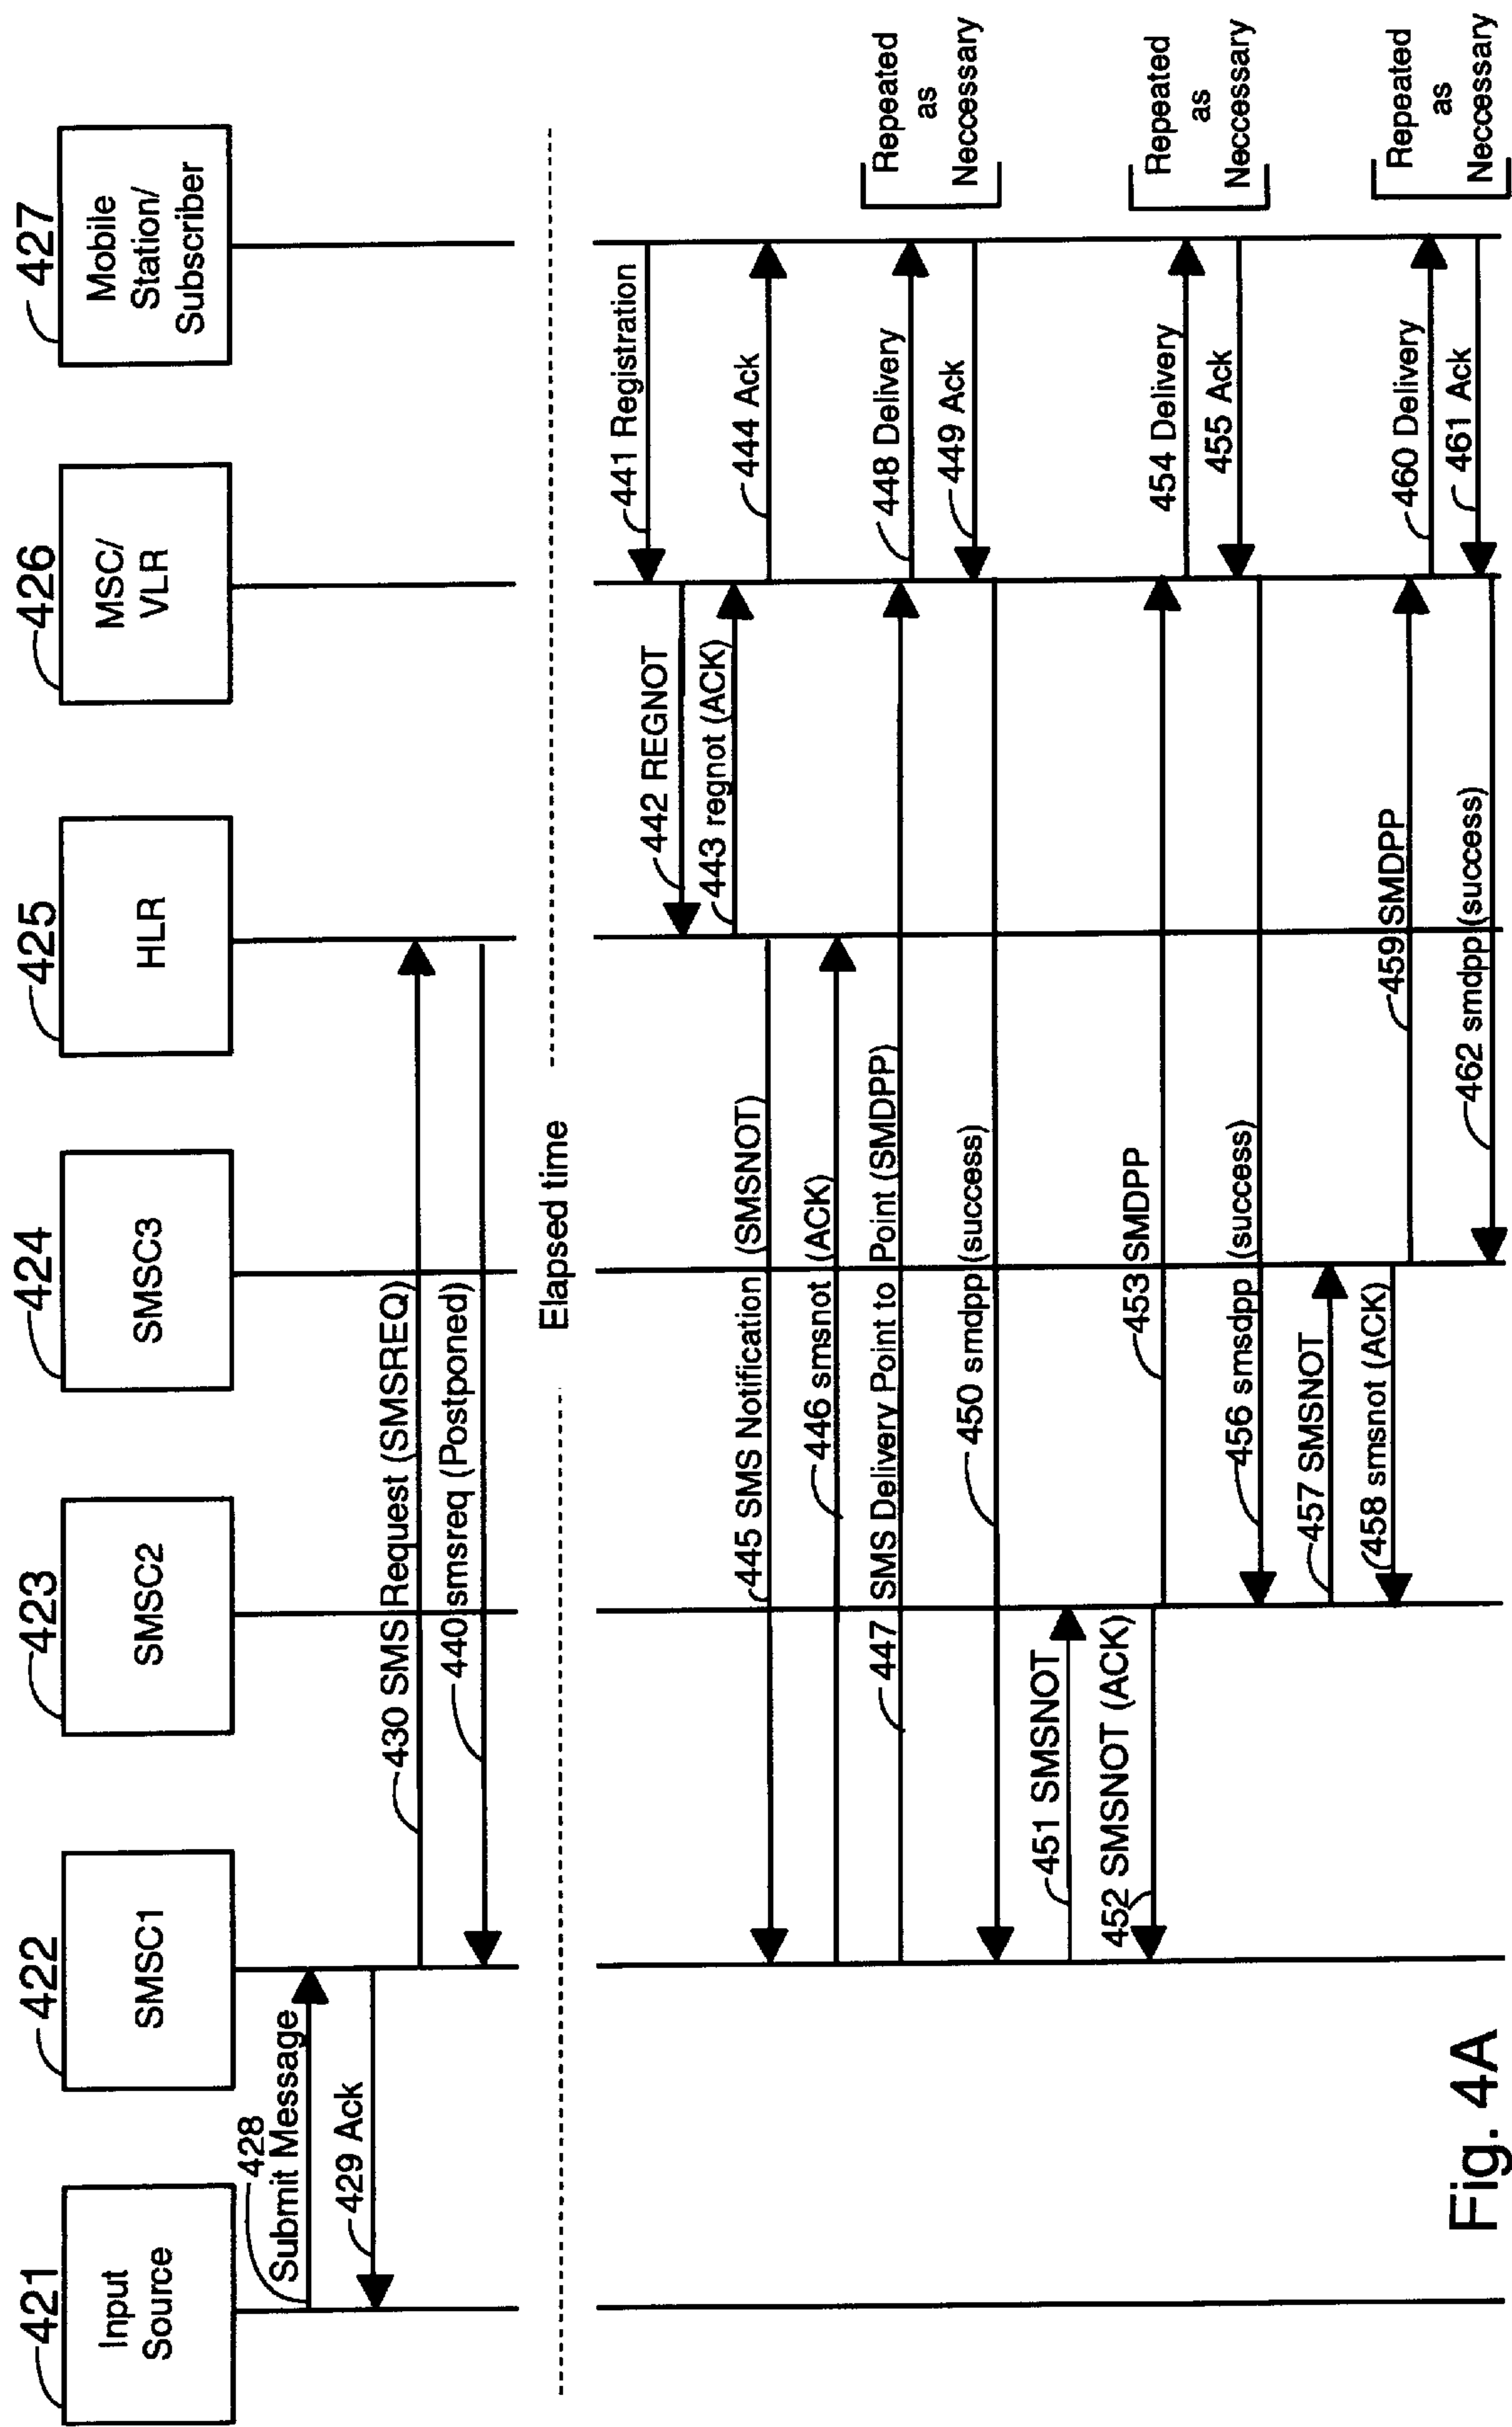 421
422
423
424
425
426
427
Input
Source
SMSC1
SMSC2
SMSC3
HLR
MSC/
VLR
Mobile
Station/
Subscriber
428
Submit Message
429 Ack
430 SMS Request (SMSREQ)
440 smsreq (Postponed)
Elapsed time
441 Registration
442 REGNOT
443 regnot (ACK)
444 Ack
445 SMS Notification (SMSNOT)
446 smsnot (ACK)
447 SMS Delivery Point to Point (SMDPP)
448 Delivery
449 Ack
Repeated
as
Neccessary
450 smdpp (success)
451 SMSNOT
452 SMSNOT (ACK)
453 SMDPP
454 Delivery
455 Ack
Repeated
as
Neccessary
456 smsdpp (success)
457 SMSNOT
458 smsnot (ACK)
459 SMDPP
460 Delivery
461 Ack
Repeated
as
Neccessary
462 smdpp (success)
Fig. 4A